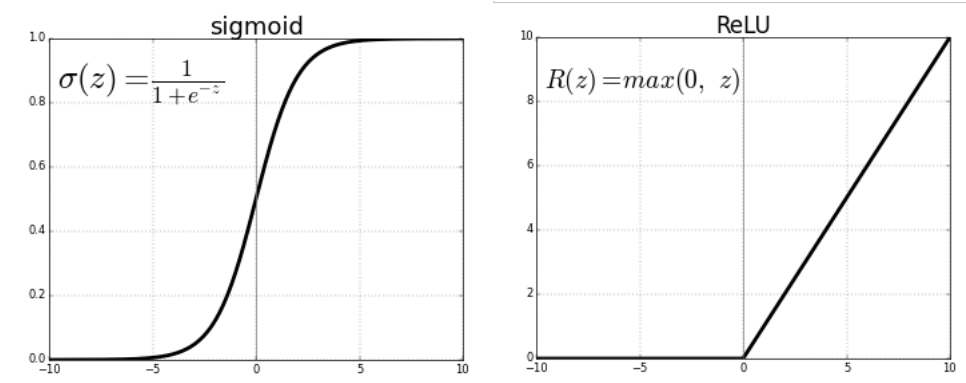 sigmoid
σ(z) = 1 / (1 + e^{-z})
1.0
0.8
0.6
0.4
0.2
0.0
−10 −5 0 5 10
ReLU
R(z) = max(0, z)
10
8
6
4
2
0
−10 −5 0 5 10